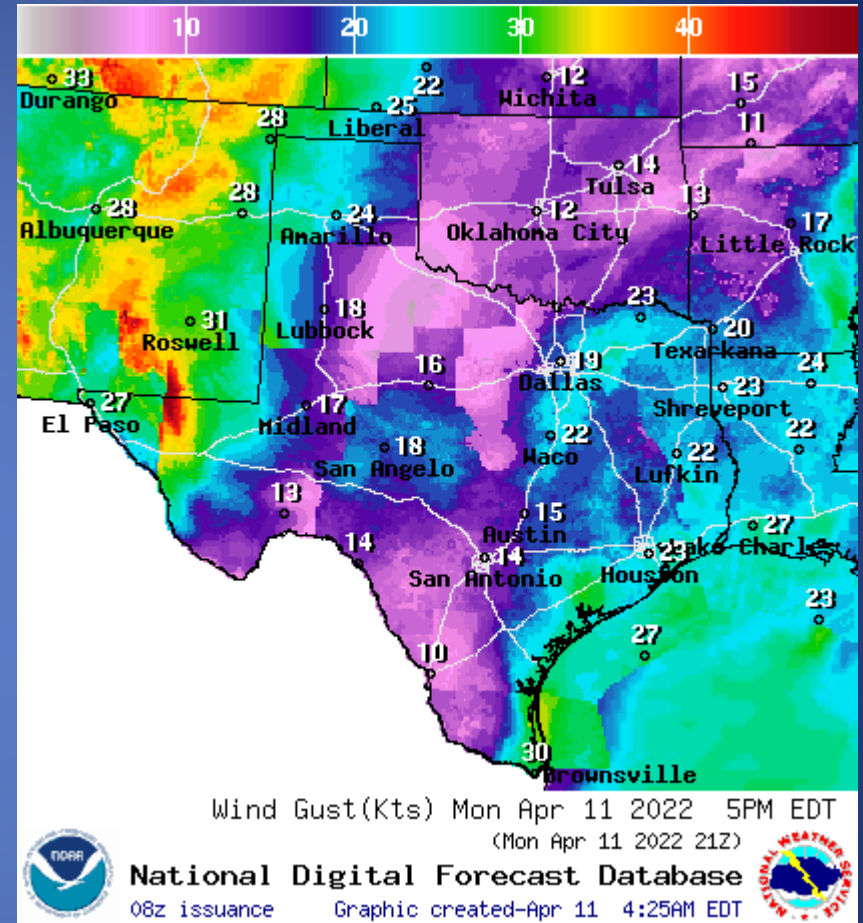 10 20 30 40
33
Durango
22
12
Wichita
15
25
Liberal
28
11
14
Tulsa
28
28
24
12
13
17
Albuquerque
Amarillo
Oklahoma City
Little Rock
31
Roswell
18
Lubbock
23
20
Texarkana
16
19
Dallas
24
23
Shreveport
27
El Paso
17
Midland
18
San Angelo
22
Waco
22
Lufkin
22
13
15
Austin
27
Lake Charles
14
14
San Antonio
23
Houston
23
27
10
30
Brownsville
Wind Gust(Kts) Mon Apr 11 2022 5PM EDT
(Mon Apr 11 2022 21Z)
National Digital Forecast Database
08z issuance Graphic created-Apr 11 4:25AM EDT
NOAA
NATIONAL WEATHER SERVICE